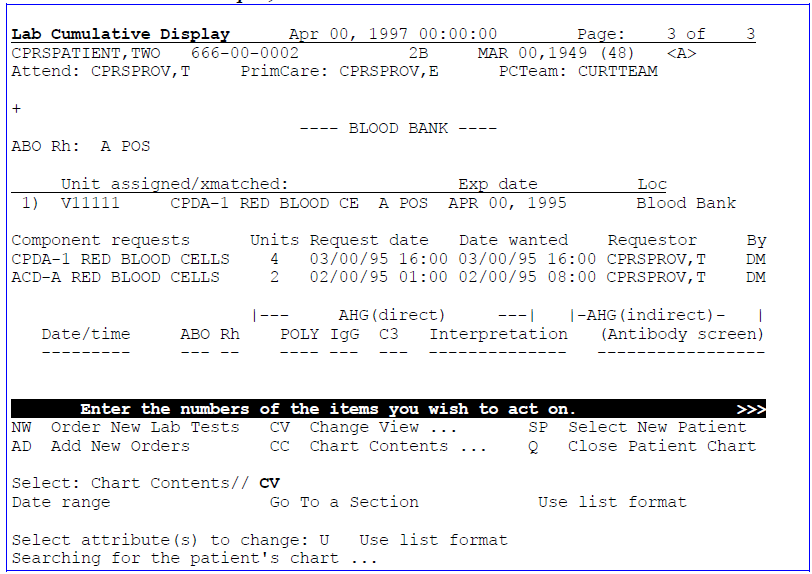 Lab Cumulative Display      Apr 00, 1997 00:00:00        Page:    3 of    3
CPRSPATIENT,TWO   666-00-0002           2B     MAR 00,1949 (48)   <A>
Attend: CPRSPROV,T     PrimCare: CPRSPROV,E      PCTeam: CURTTEAM
+
---- BLOOD BANK ----
ABO Rh:  A POS
Unit assigned/xmatched:                 Exp date          Loc
1)  V11111     CPDA-1 RED BLOOD CE  A POS  APR 00, 1995       Blood Bank
Component requests      Units Request date   Date wanted    Requestor     By
CPDA-1 RED BLOOD CELLS    4   03/00/95 16:00 03/00/95 16:00 CPRSPROV,T    DM
ACD-A RED BLOOD CELLS     2   02/00/95 01:00 02/00/95 08:00 CPRSPROV,T    DM
|---     AHG(direct)     ---|   |-AHG(indirect)-   |
Date/time     ABO Rh    POLY IgG  C3   Interpretation   (Antibody screen)
---------     --- --    ---- ---  ---  --------------   -----------------
Enter the numbers of the items you wish to act on.                >>>
NW  Order New Lab Tests   CV  Change View ...       SP  Select New Patient
AD  Add New Orders        CC  Chart Contents ...    Q   Close Patient Chart
Select: Chart Contents// CV
Date range                Go To a Section            Use list format
Select attribute(s) to change: U   Use list format
Searching for the patient's chart ...